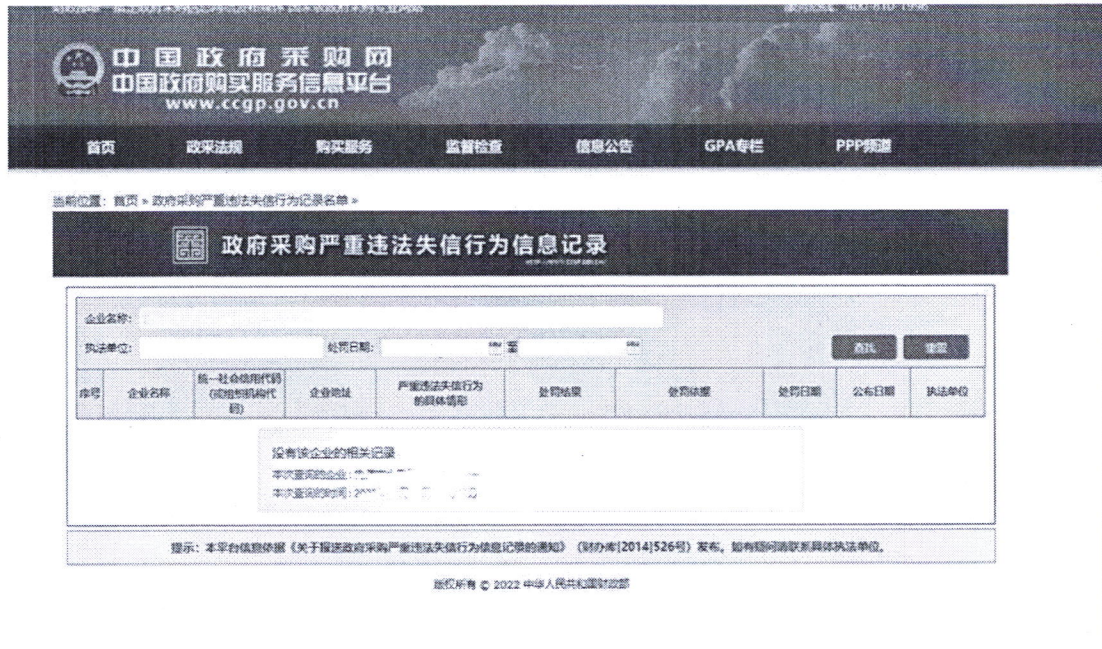 400-810-1996
中国政府采购网
中国政府购买服务信息平台
www.ccgp.gov.cn
首页 政采法规 购买服务 监督检查 信息公告 GPA专栏 PPP频道
当前位置：首页 » 政府采购严重违法失信行为记录名单 »
政府采购严重违法失信行为信息记录
企业名称：
执法单位： 处罚日期： 至 查找 重置
序号 企业名称 统一社会信用代码(或组织机构代码) 企业地址 严重违法失信行为的具体情形 处罚结果 处罚依据 处罚日期 公布日期 执法单位
没有该企业的相关记录
本次查询的企业：
本次查询的时间：
提示：本平台信息依据《关于报送政府采购严重违法失信行为信息记录的通知》（财办库[2014]526号）发布，如有疑问请联系具体执法单位。
版权所有 © 2022 中华人民共和国财政部